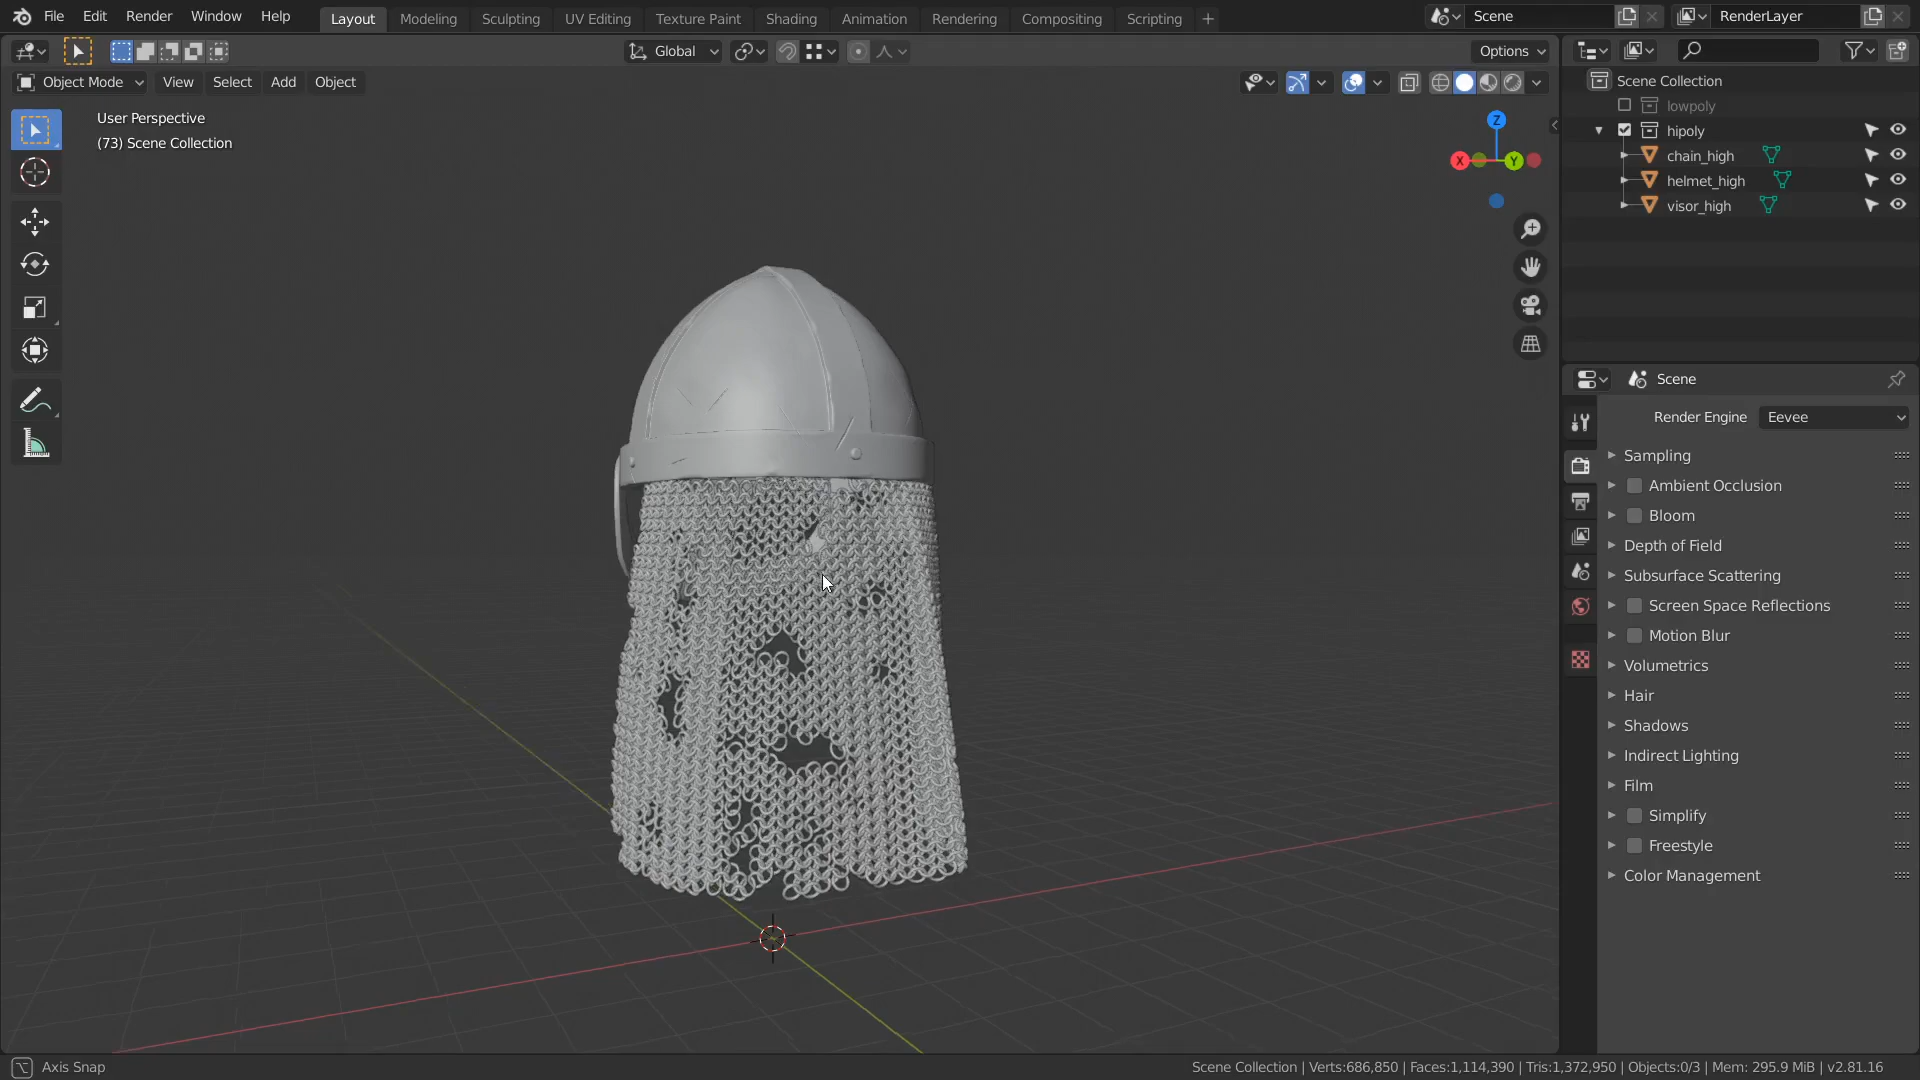 File Edit Render Window Help Layout Modeling Sculpting UV Editing Texture Paint Shading Animation Rendering Compositing Scripting + Scene RenderLayer
Global Options
Object Mode View Select Add Object
User Perspective
(73) Scene Collection
Z
X Y
Scene Collection
lowpoly
hipoly
chain_high
helmet_high
visor_high
Scene
Render Engine Eevee
Sampling
Ambient Occlusion
Bloom
Depth of Field
Subsurface Scattering
Screen Space Reflections
Motion Blur
Volumetrics
Hair
Shadows
Indirect Lighting
Film
Simplify
Freestyle
Color Management
Axis Snap Scene Collection | Verts:686,850 | Faces:1,114,390 | Tris:1,372,950 | Objects:0/3 | Mem: 295.9 MiB | v2.81.16